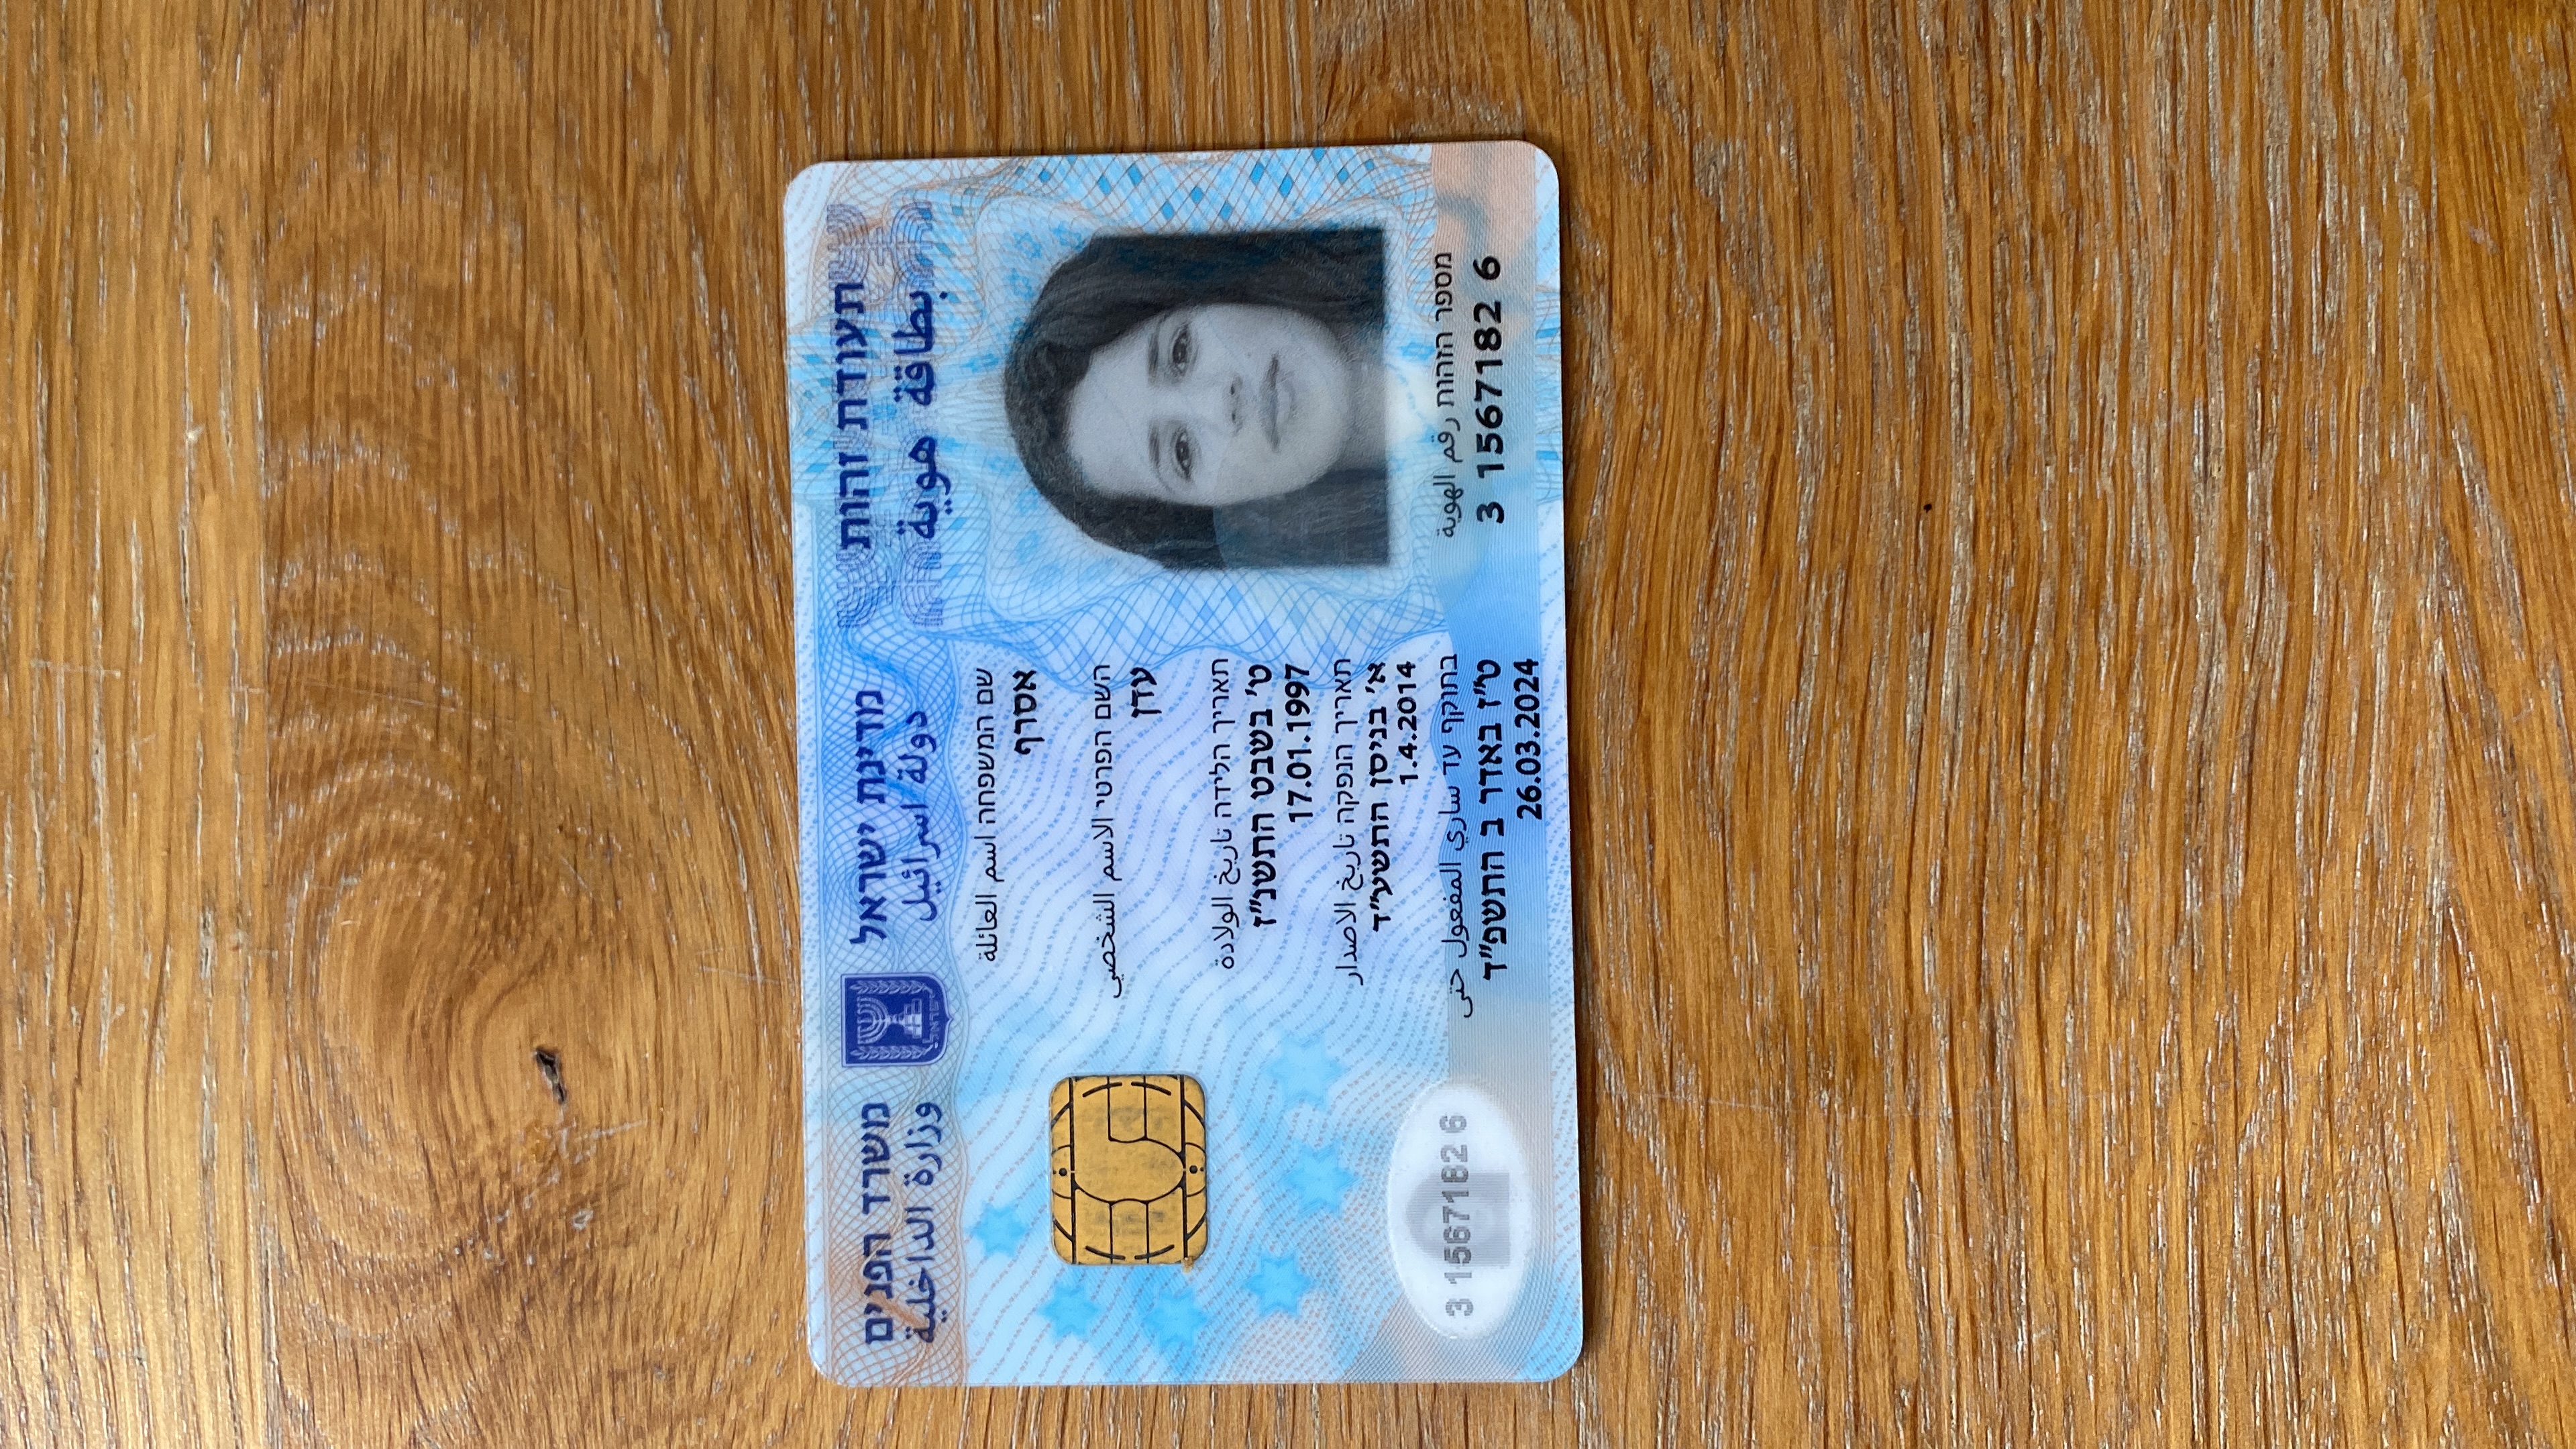 תעודת זהות
بطاقة هوية
מדינת ישראל
دولة اسرائيل
משרד הפנים
وزارة الداخلية
ישראל
שם המשפחה اسم العائلة
אסרף
השם הפרטי الاسم الشخصي
עדן
תאריך הלידה تاريخ الولادة
ט' בשבט התשנ"ז
17.01.1997
תאריך הנפקה تاريخ الاصدار
א' בניסן התשע"ד
1.4.2014
בתוקף עד ساري المفعول حتى
ט"ז באדר ב התשפ"ד
26.03.2024
מספר הזהות رقم الهوية
3 1567182 6
3 1567182 6